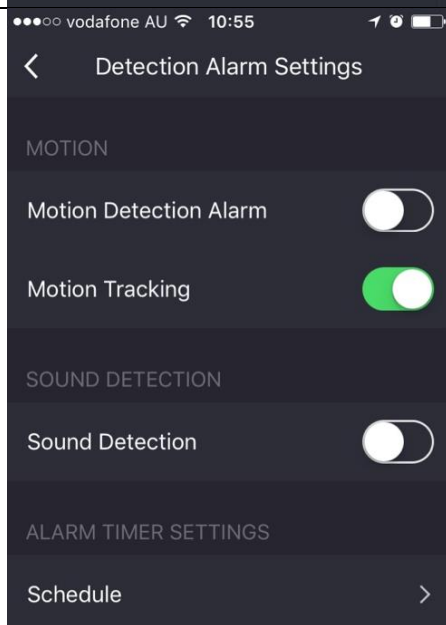 vodafone AU 10:55
Detection Alarm Settings
MOTION
Motion Detection Alarm
Motion Tracking
SOUND DETECTION
Sound Detection
ALARM TIMER SETTINGS
Schedule